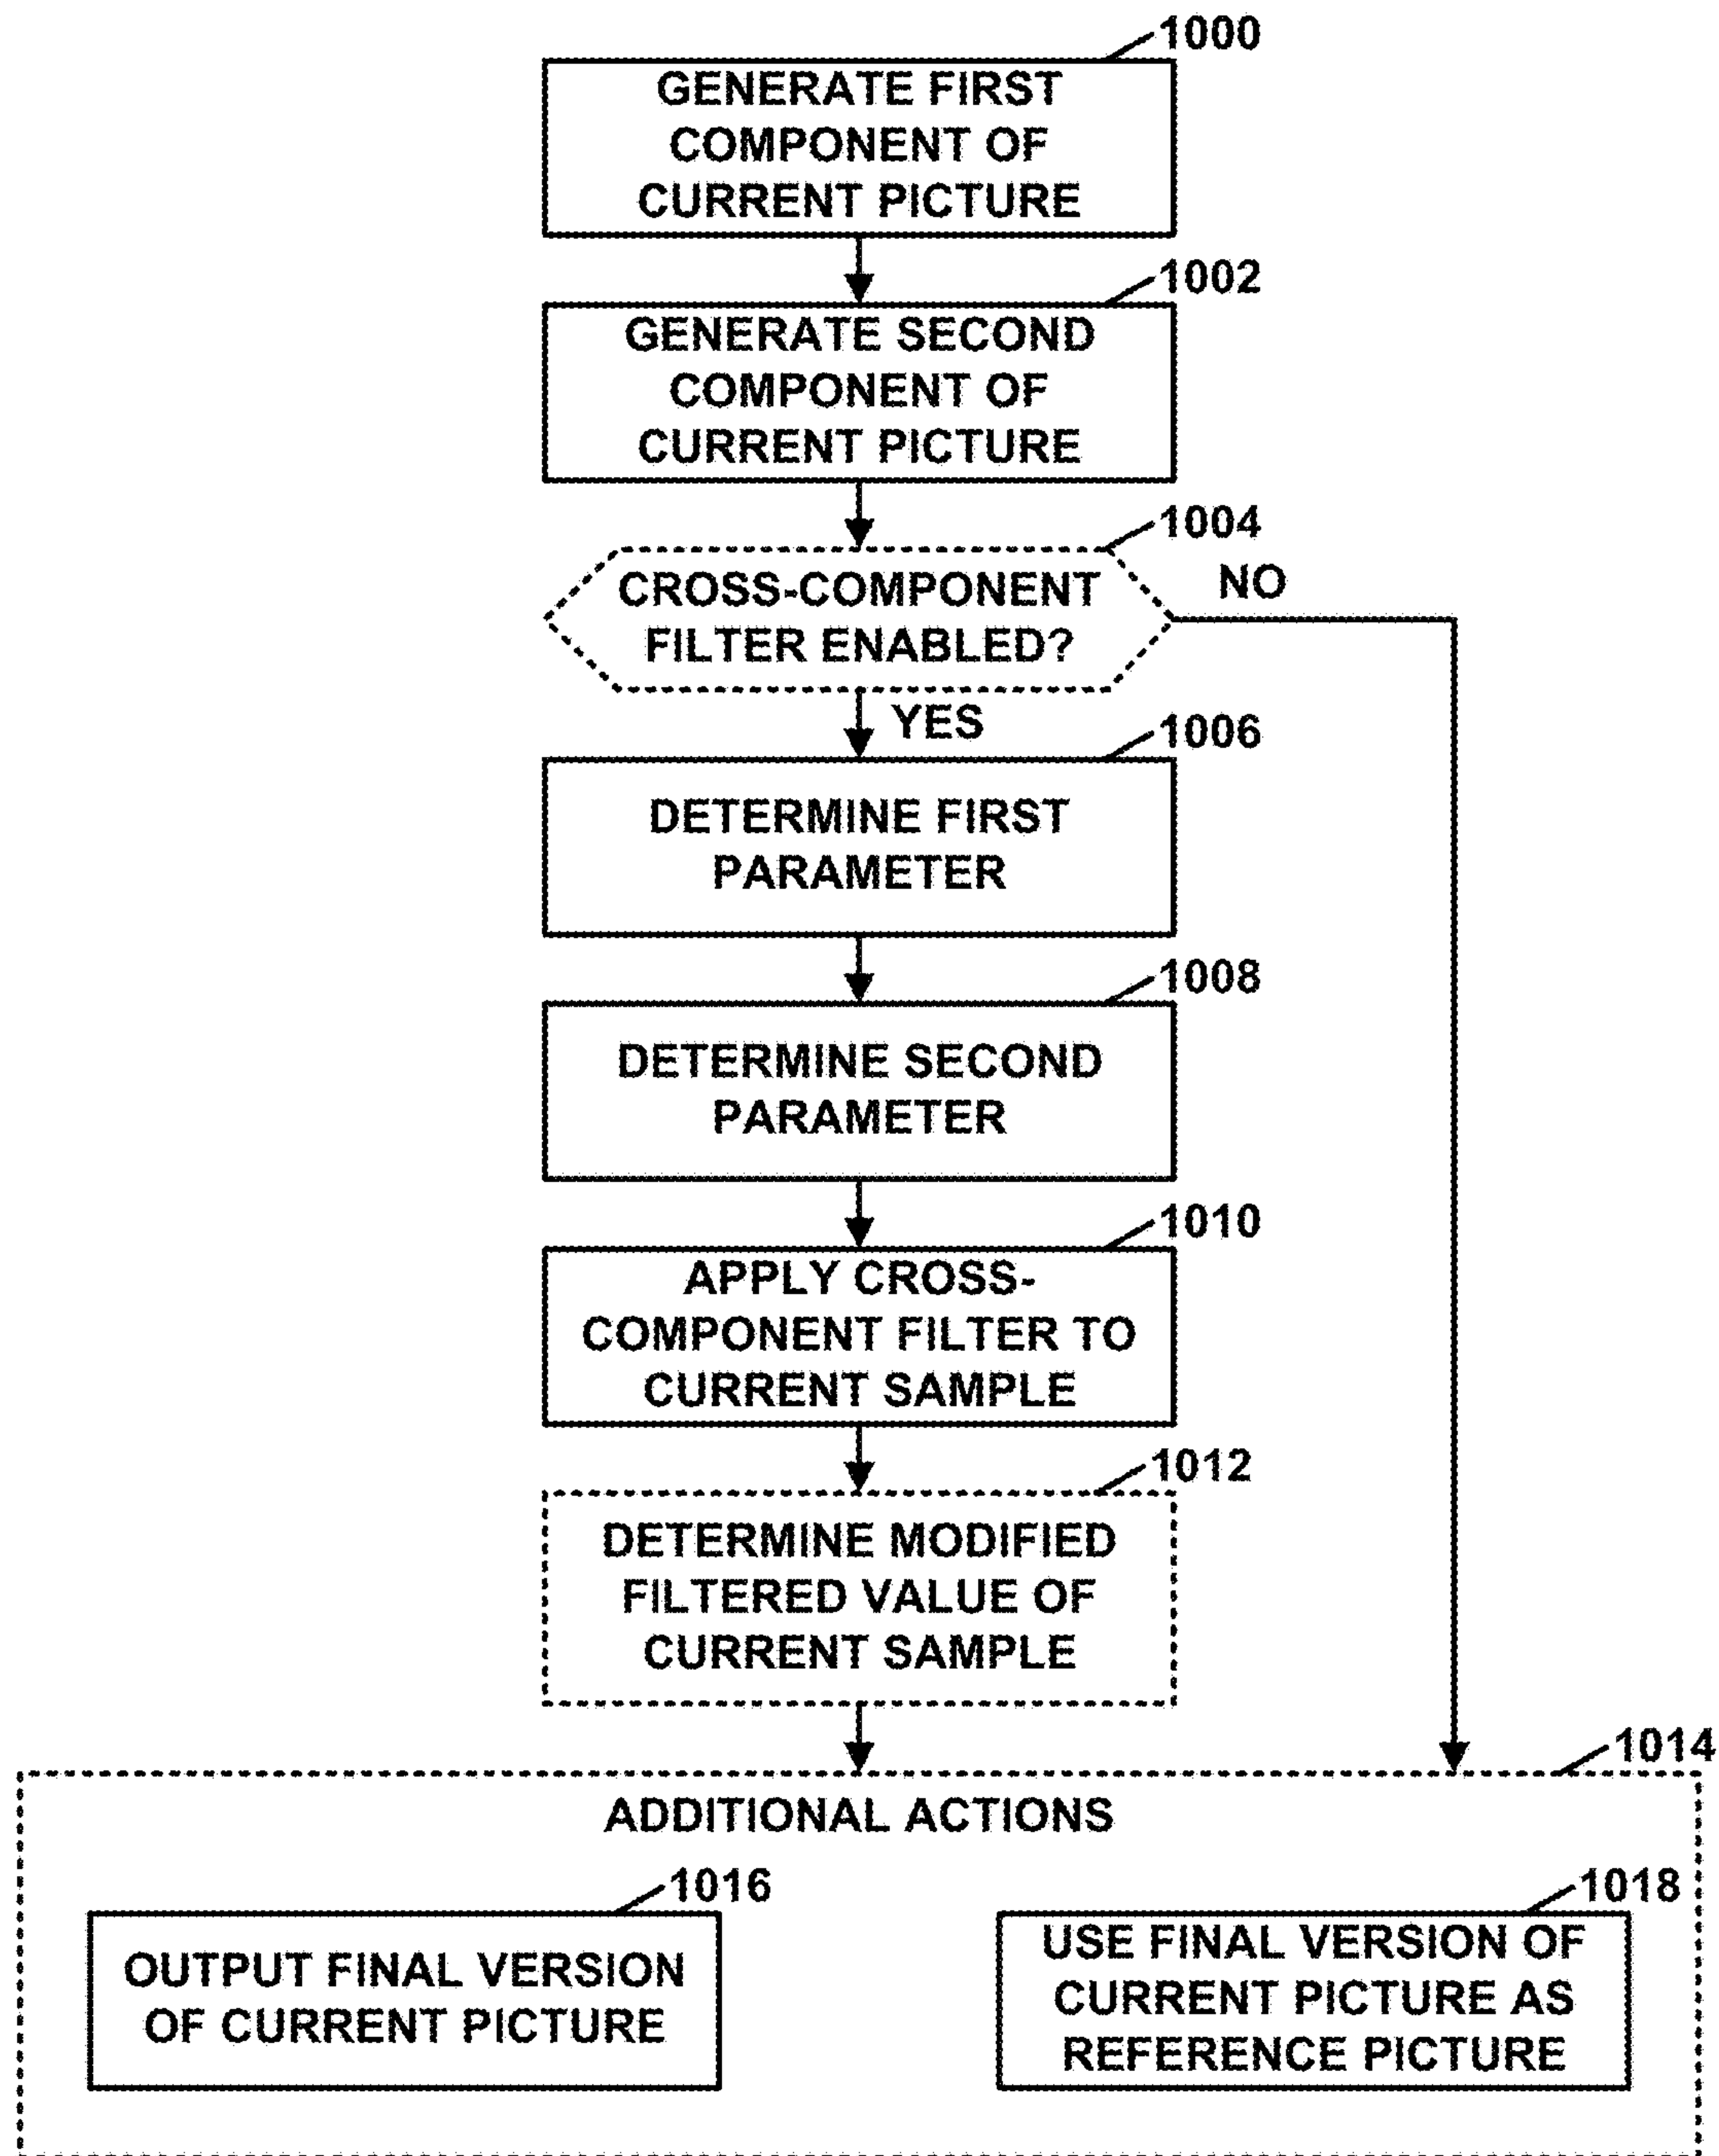 1000
GENERATE FIRST
COMPONENT OF
CURRENT PICTURE
1002
GENERATE SECOND
COMPONENT OF
CURRENT PICTURE
1004
CROSS-COMPONENT
FILTER ENABLED?
NO
YES
1006
DETERMINE FIRST
PARAMETER
1008
DETERMINE SECOND
PARAMETER
1010
APPLY CROSS-
COMPONENT FILTER TO
CURRENT SAMPLE
1012
DETERMINE MODIFIED
FILTERED VALUE OF
CURRENT SAMPLE
1014
ADDITIONAL ACTIONS
1016
OUTPUT FINAL VERSION
OF CURRENT PICTURE
1018
USE FINAL VERSION OF
CURRENT PICTURE AS
REFERENCE PICTURE